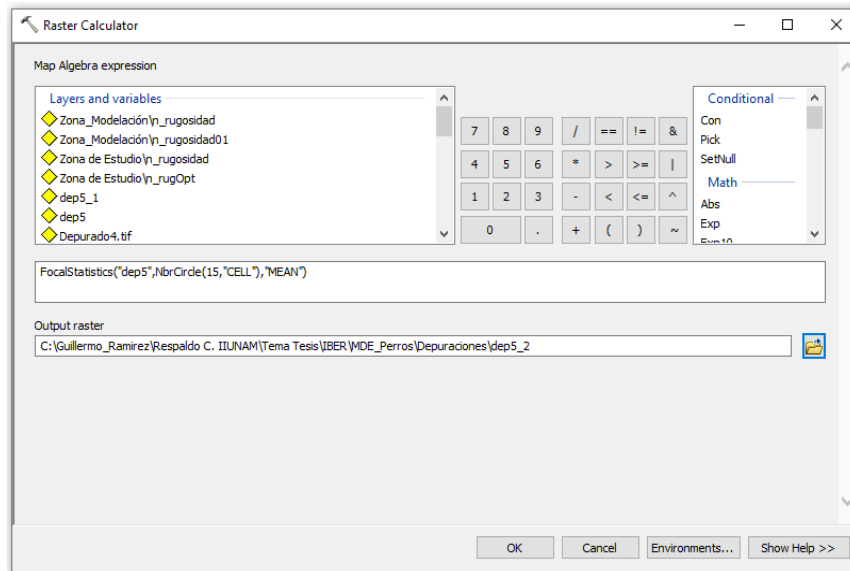 Raster Calculator
Map Algebra expression
Layers and variables
Zona_Modelación\n_rugosidad
Zona_Modelación\n_rugosidad01
Zona de Estudio\n_rugosidad
Zona de Estudio\n_rugOpt
dep5_1
dep5
Depurado4.tif
7 8 9 / == != &
4 5 6 * > >= |
1 2 3 - < <= ^
0 . + ( ) ~
Conditional
Con
Pick
SetNull
Math
Abs
Exp
Exp10
FocalStatistics("dep5",NbrCircle(15,"CELL"),"MEAN")
Output raster
C:\Guillermo_Ramirez\Respaldo C. IIUNAM\Tema Tesis\IBER\MDE_Perros\Depuraciones\dep5_2
OK Cancel Environments... Show Help >>